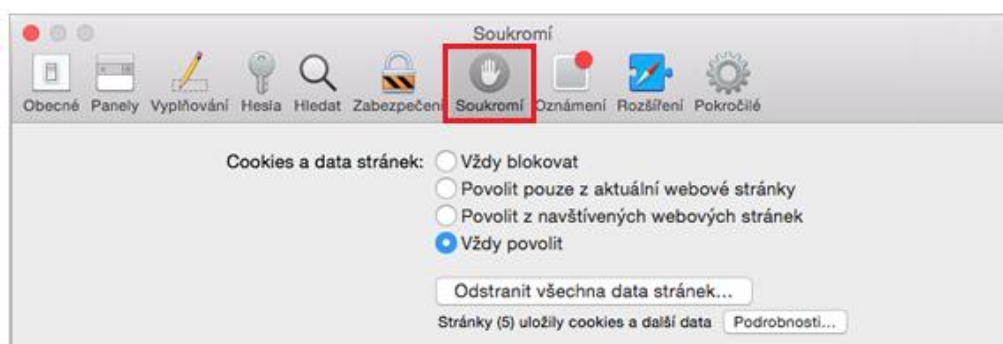 Soukromí
Obecné Panely Vyplňování Hesla Hledat Zabezpečení Soukromí Oznámení Rozšíření Pokročilé
Cookies a data stránek: Vždy blokovat
Povolit pouze z aktuální webové stránky
Povolit z navštívených webových stránek
Vždy povolit
Odstranit všechna data stránek...
Stránky (5) uložily cookies a další data Podrobnosti...